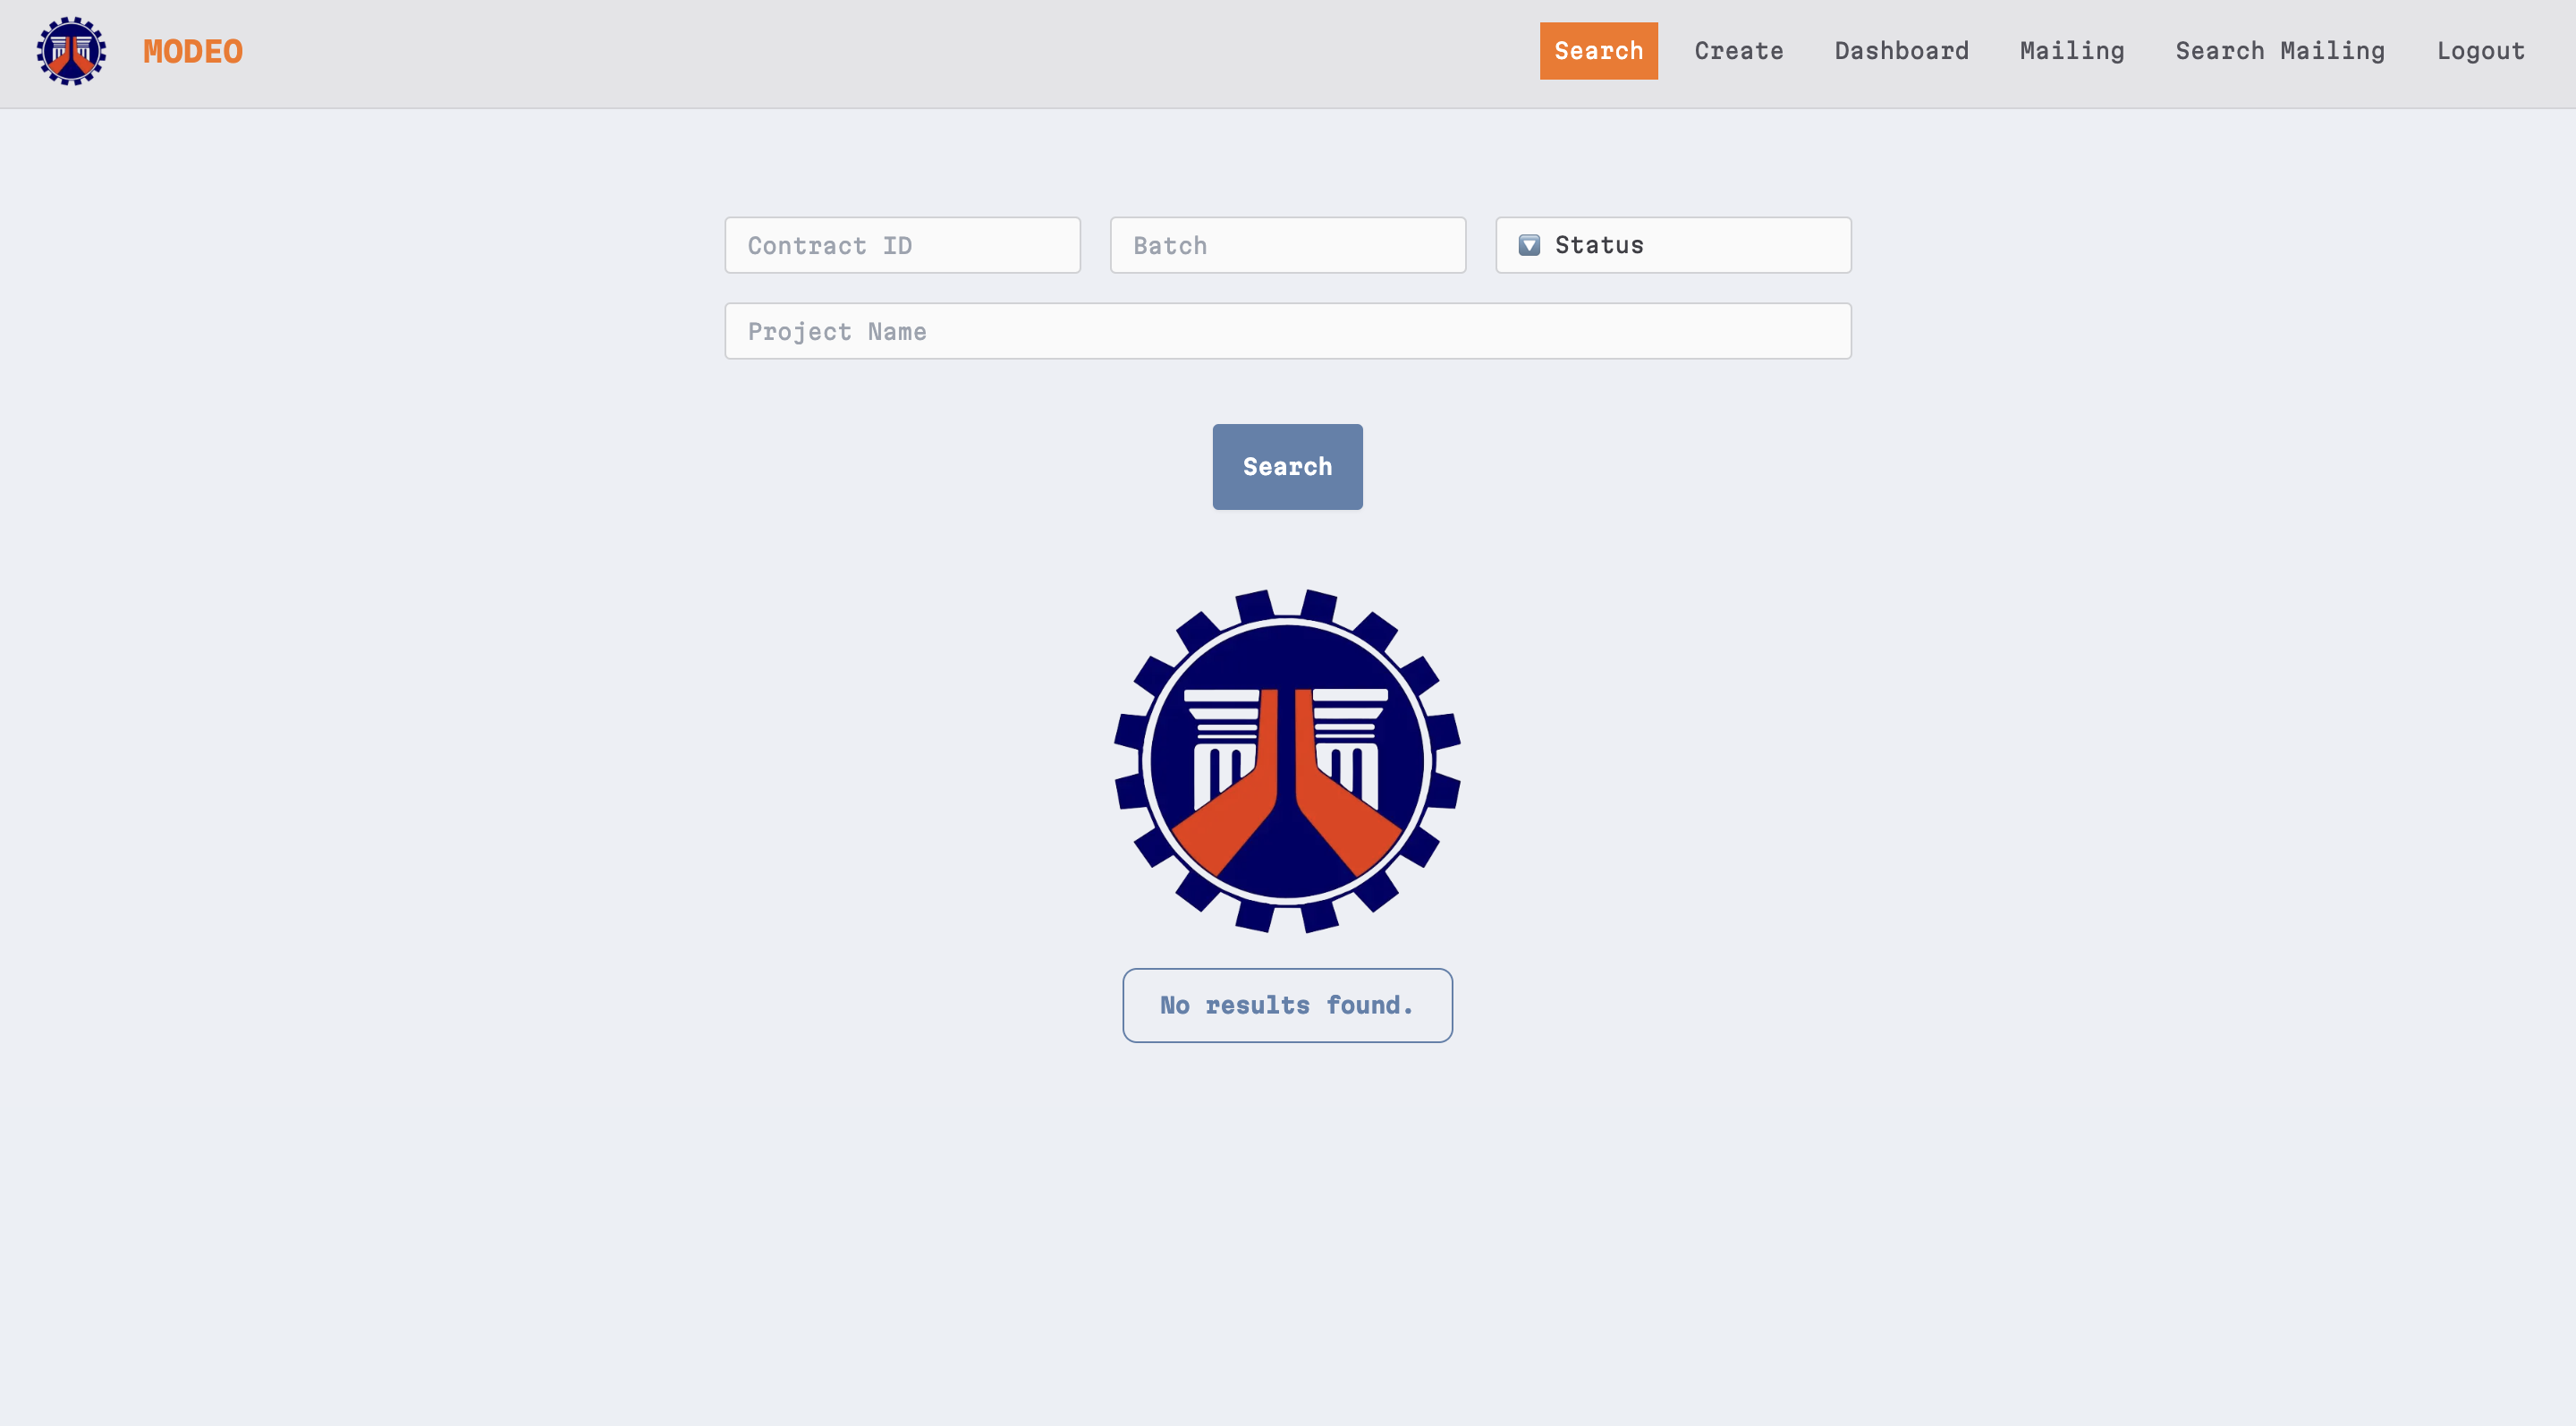 MODEO
Search Create Dashboard Mailing Search Mailing Logout
Contract ID Batch Status
Project Name
Search
No results found.